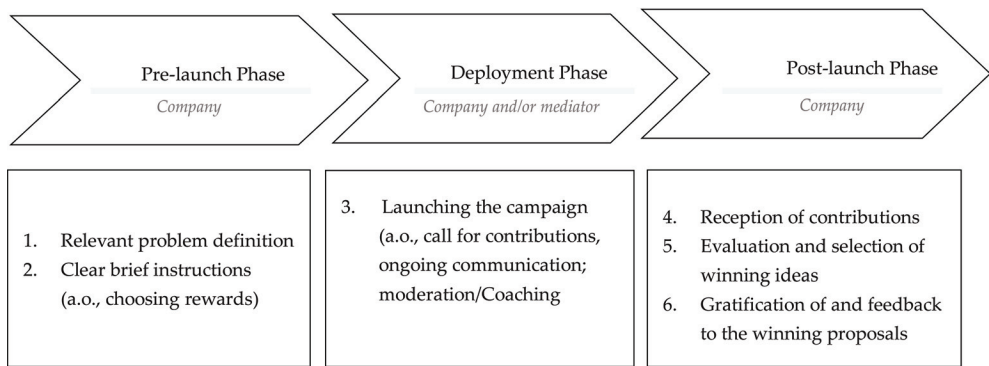 Pre-launch Phase
Company
Deployment Phase
Company and/or mediator
Post-launch Phase
Company
1. Relevant problem definition
2. Clear brief instructions
(a.o., choosing rewards)
3. Launching the campaign
(a.o., call for contributions,
ongoing communication;
moderation/Coaching
4. Reception of contributions
5. Evaluation and selection of
winning ideas
6. Gratification of and feedback
to the winning proposals